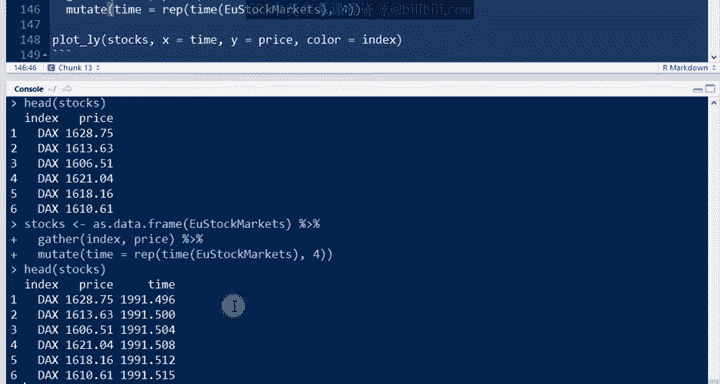 146 mutate(time = rep(time(EuStockMarkets), 4))
147
148 plot_ly(stocks, x = time, y = price, color = index)
149 ```
146:46 Chunk 13 R Markdown
Console ~/
> head(stocks)
index price
1 DAX 1628.75
2 DAX 1613.63
3 DAX 1606.51
4 DAX 1621.04
5 DAX 1618.16
6 DAX 1610.61
> stocks <- as.data.frame(EuStockMarkets) %>%
+ gather(index, price) %>%
+ mutate(time = rep(time(EuStockMarkets), 4))
> head(stocks)
index price time
1 DAX 1628.75 1991.496
2 DAX 1613.63 1991.500
3 DAX 1606.51 1991.504
4 DAX 1621.04 1991.508
5 DAX 1618.16 1991.512
6 DAX 1610.61 1991.515